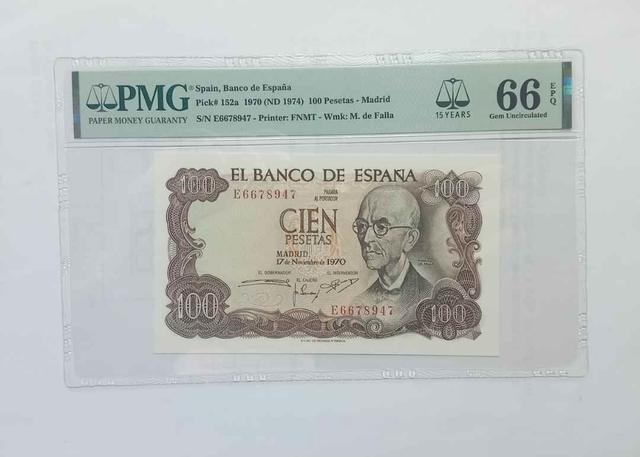 PMG®
PAPER MONEY GUARANTY
Spain, Banco de España
Pick# 152a 1970 (ND 1974) 100 Pesetas - Madrid
S/N E6678947 - Printer: FNMT - Wmk: M. de Falla
15 YEARS
66 EPQ
Gem Uncirculated
100 EL BANCO DE ESPAÑA 100
E6678947
PAGARA
AL PORTADOR
CIEN
PESETAS
MADRID
17 de Noviembre de 1970
EL GOBERNADOR EL INTERVENTOR
EL CAJERO
E6678947
100 100